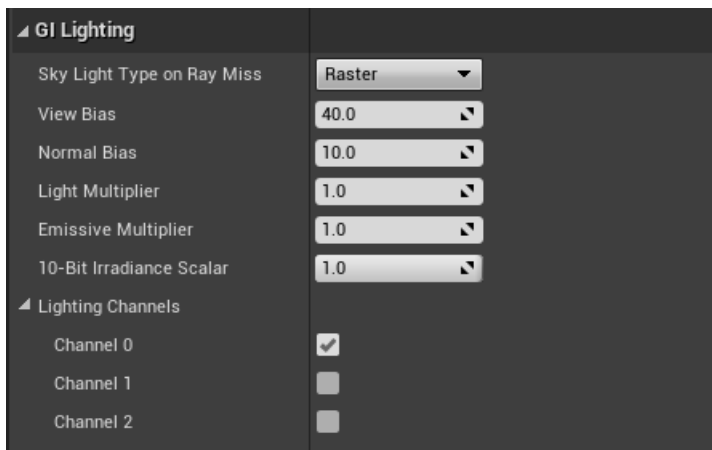 GI Lighting
Sky Light Type on Ray Miss Raster
View Bias 40.0
Normal Bias 10.0
Light Multiplier 1.0
Emissive Multiplier 1.0
10-Bit Irradiance Scalar 1.0
Lighting Channels
Channel 0
Channel 1
Channel 2